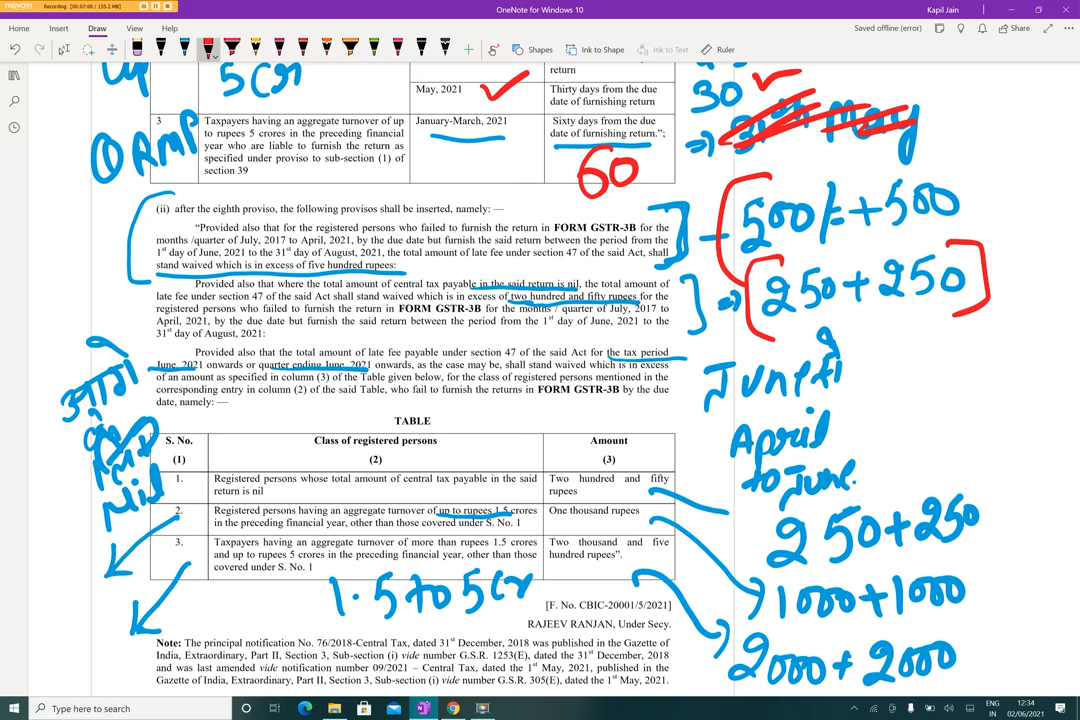 movavi Recording [00:07:00 / 155.2 MB] OneNote for Windows 10 Kapil Jain
Home Insert Draw View Help Saved offline (error) Share
Shapes Ink to Shape Ink to Text Ruler
return
May, 2021 Thirty days from the due
date of furnishing return
3 Taxpayers having an aggregate turnover of up January-March, 2021 Sixty days from the due
to rupees 5 crores in the preceding financial date of furnishing return.";
year who are liable to furnish the return as
specified under proviso to sub-section (1) of
section 39
5 Cr
QRMP
30
60
(ii) after the eighth proviso, the following provisos shall be inserted, namely: —
"Provided also that for the registered persons who failed to furnish the return in FORM GSTR-3B for the
months /quarter of July, 2017 to April, 2021, by the due date but furnish the said return between the period from the
1st day of June, 2021 to the 31st day of August, 2021, the total amount of late fee under section 47 of the said Act, shall
stand waived which is in excess of five hundred rupees:
500/- + 500
Provided also that where the total amount of central tax payable in the said return is nil, the total amount of
late fee under section 47 of the said Act shall stand waived which is in excess of two hundred and fifty rupees for the
registered persons who failed to furnish the return in FORM GSTR-3B for the months / quarter of July, 2017 to
April, 2021, by the due date but furnish the said return between the period from the 1st day of June, 2021 to the
31st day of August, 2021:
250+250
Provided also that the total amount of late fee payable under section 47 of the said Act for the tax period
June, 2021 onwards or quarter ending June, 2021 onwards, as the case may be, shall stand waived which is in excess
of an amount as specified in column (3) of the Table given below, for the class of registered persons mentioned in the
corresponding entry in column (2) of the said Table, who fail to furnish the returns in FORM GSTR-3B by the due
date, namely: —
June से
April
to June.
TABLE
S. No. Class of registered persons Amount
(1) (2) (3)
1. Registered persons whose total amount of central tax payable in the said Two hundred and fifty
return is nil rupees
2. Registered persons having an aggregate turnover of up to rupees 1.5 crores One thousand rupees
in the preceding financial year, other than those covered under S. No. 1
3. Taxpayers having an aggregate turnover of more than rupees 1.5 crores Two thousand and five
and up to rupees 5 crores in the preceding financial year, other than those hundred rupees".
covered under S. No. 1
250+250
1000+1000
2000+2000
1.5 to 5 Cr
[F. No. CBIC-20001/5/2021]
RAJEEV RANJAN, Under Secy.
Note: The principal notification No. 76/2018-Central Tax, dated 31st December, 2018 was published in the Gazette of
India, Extraordinary, Part II, Section 3, Sub-section (i) vide number G.S.R. 1253(E), dated the 31st December, 2018
and was last amended vide notification number 09/2021 – Central Tax, dated the 1st May, 2021, published in the
Gazette of India, Extraordinary, Part II, Section 3, Sub-section (i) vide number G.S.R. 305(E), dated the 1st May, 2021.
Type here to search
ENG 12:34
IN 02/06/2021